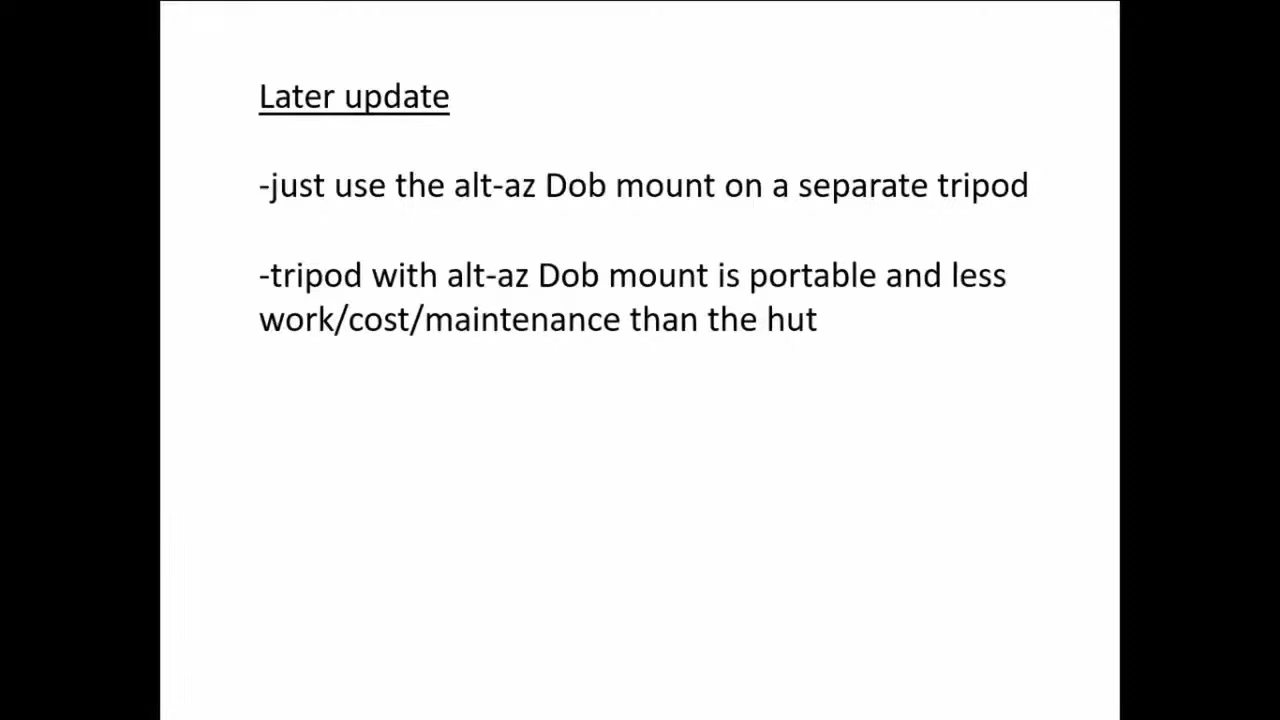 Later update
-just use the alt-az Dob mount on a separate tripod
-tripod with alt-az Dob mount is portable and less
work/cost/maintenance than the hut